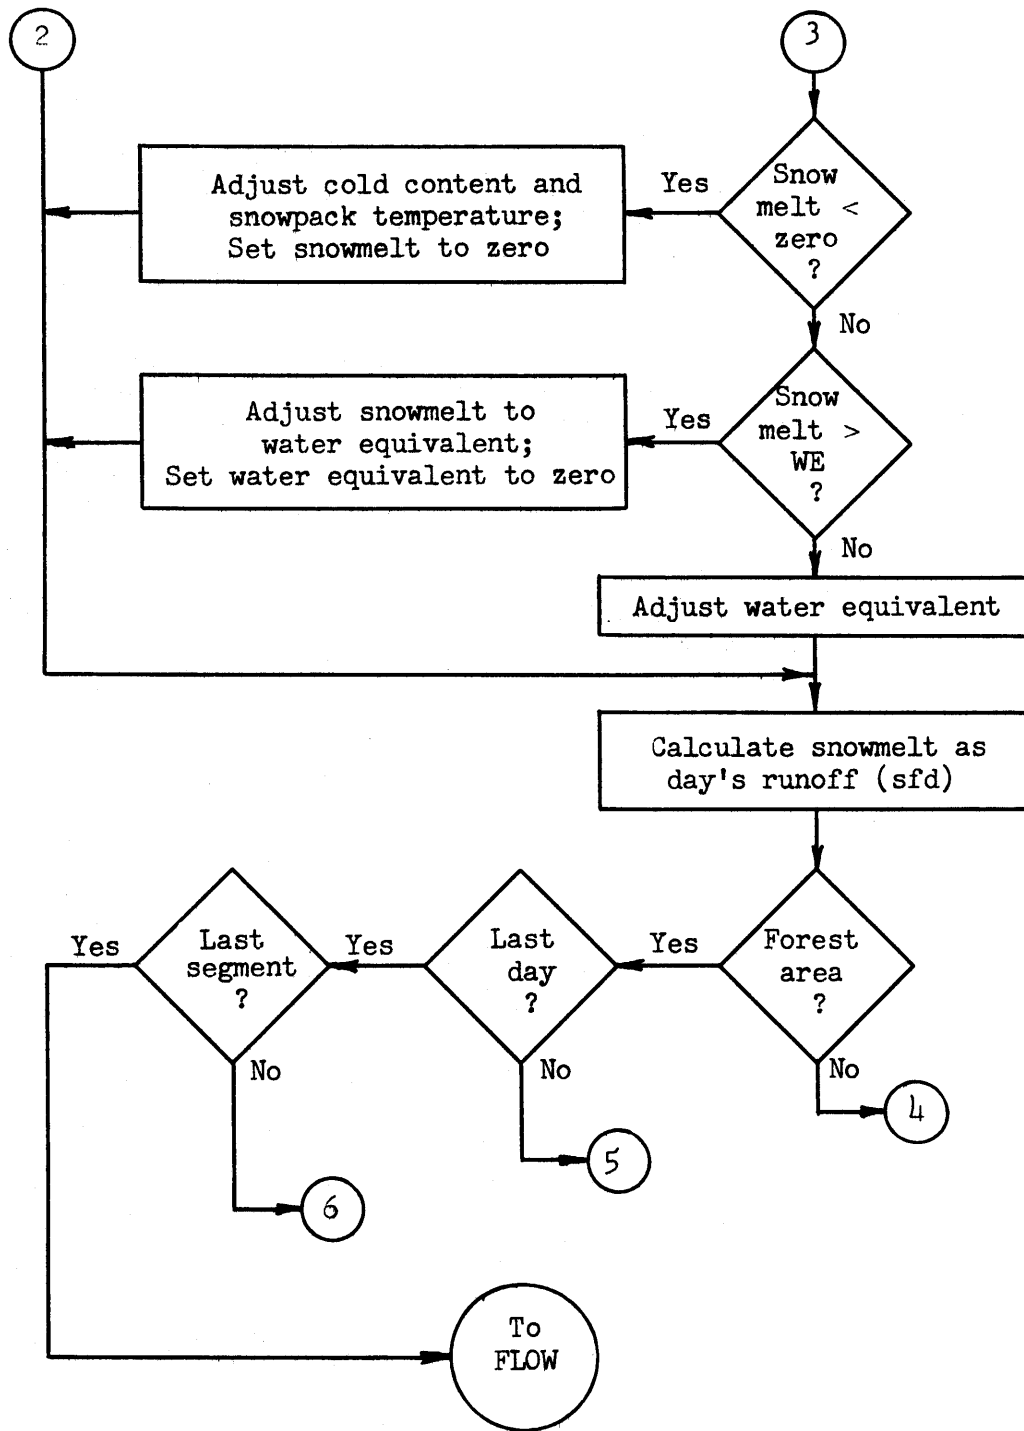 2
3
Snow
melt <
zero
?
Yes
Adjust cold content and
snowpack temperature;
Set snowmelt to zero
No
Snow
melt >
WE
?
Yes
Adjust snowmelt to
water equivalent;
Set water equivalent to zero
No
Adjust water equivalent
Calculate snowmelt as
day's runoff (sfd)
Forest
area
?
Yes
Last
day
?
Yes
Last
segment
?
Yes
No
4
No
5
No
6
To
FLOW